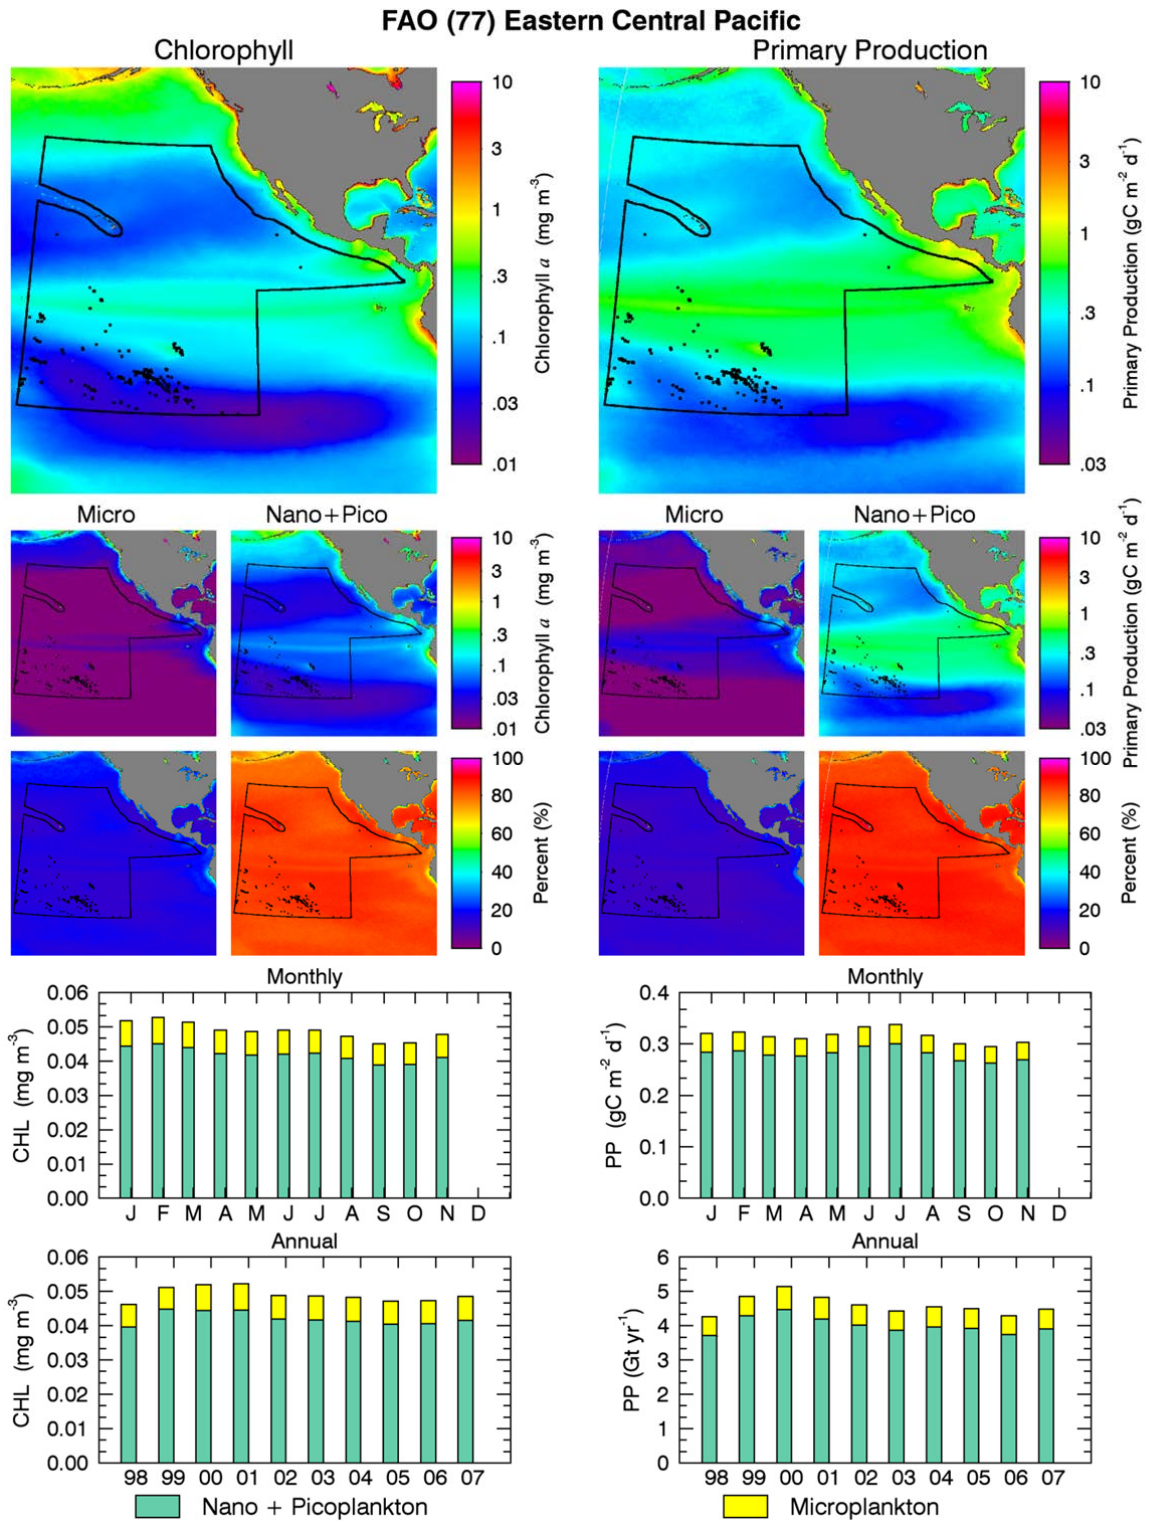 FAO (77) Eastern Central Pacific
Chlorophyll
Primary Production
10
3
1
.3
.1
.03
.01
Chlorophyll a (mg m-3)
10
3
1
.3
.1
.03
Primary Production (gC m-2 d-1)
Micro
Nano+Pico
10
3
1
.3
.1
.03
.01
Chlorophyll a (mg m-3)
Micro
Nano+Pico
10
3
1
.3
.1
.03
Primary Production (gC m-2 d-1)
100
80
60
40
20
0
Percent (%)
100
80
60
40
20
0
Percent (%)
Monthly
CHL (mg m-3)
0.06
0.05
0.04
0.03
0.02
0.01
0.00
J F M A M J J A S O N D
Monthly
PP (gC m-2 d-1)
0.4
0.3
0.2
0.1
0.0
J F M A M J J A S O N D
Annual
CHL (mg m-3)
0.06
0.05
0.04
0.03
0.02
0.01
0.00
98 99 00 01 02 03 04 05 06 07
Annual
PP (Gt yr-1)
6
5
4
3
2
1
0
98 99 00 01 02 03 04 05 06 07
Nano + Picoplankton
Microplankton